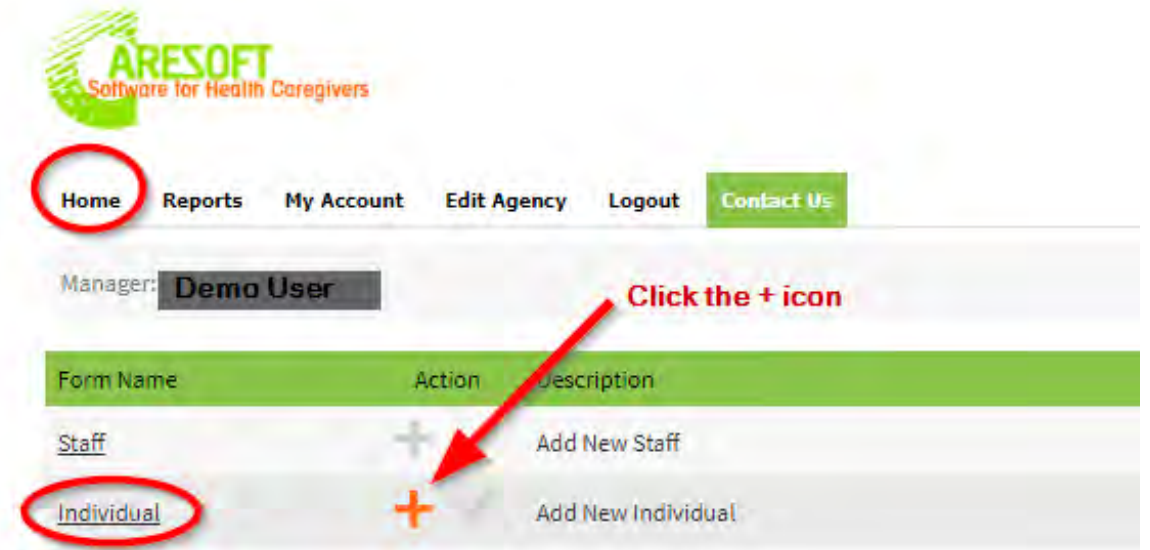 ARESOFT
Software for Health Caregivers
Home Reports My Account Edit Agency Logout Contact Us
Manager: Demo User
Click the + icon
Form Name Action Description
Staff + Add New Staff
Individual + Add New Individual